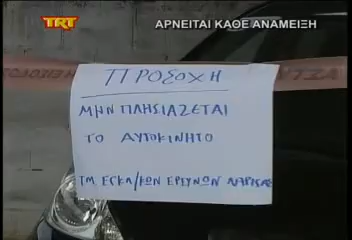 TRT
ΑΡΝΕΙΤΑΙ ΚΑΘΕ ΑΝΑΜΕΙΞΗ
ΠΡΟΣΟΧΗ
ΜΗΝ ΠΛΗΣΙΑΖΕΤΑΙ
ΤΟ ΑΥΤΟΚΙΝΗΤΟ
ΤΜ ΕΓΚΛ/ΚΩΝ ΕΡΕΥΝΩΝ ΛΑΡΙΣΑΣ